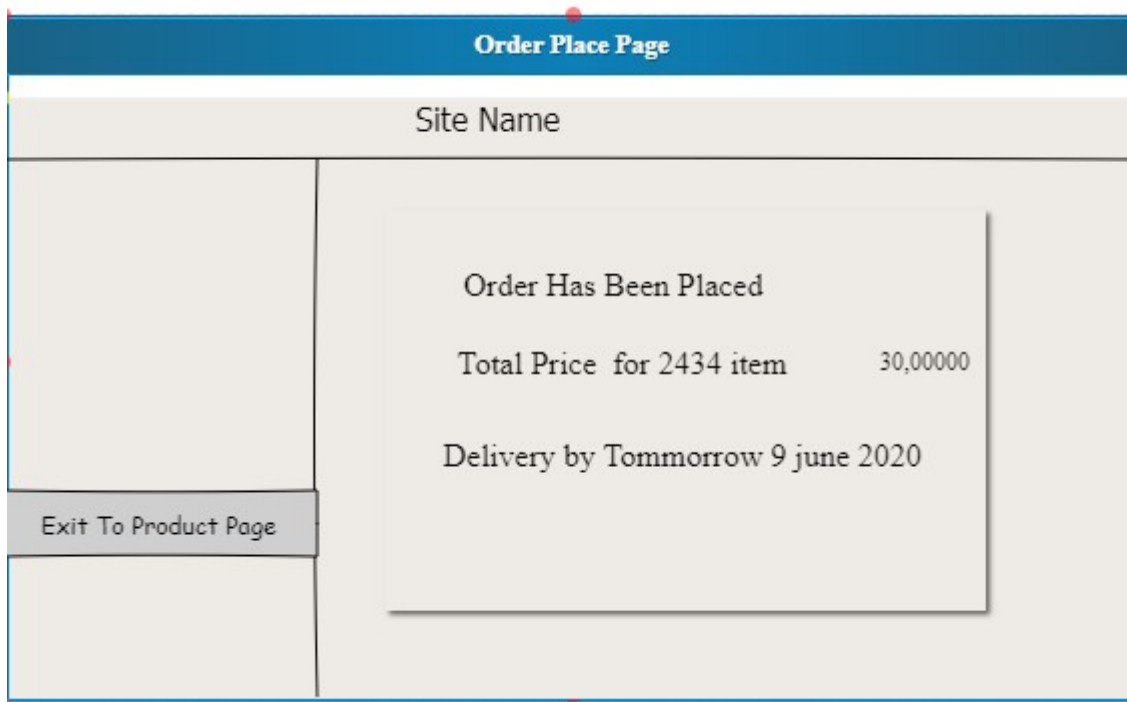 Order Place Page
Site Name
Order Has Been Placed
Total Price for 2434 item 30,00000
Delivery by Tommorrow 9 june 2020
Exit To Product Page